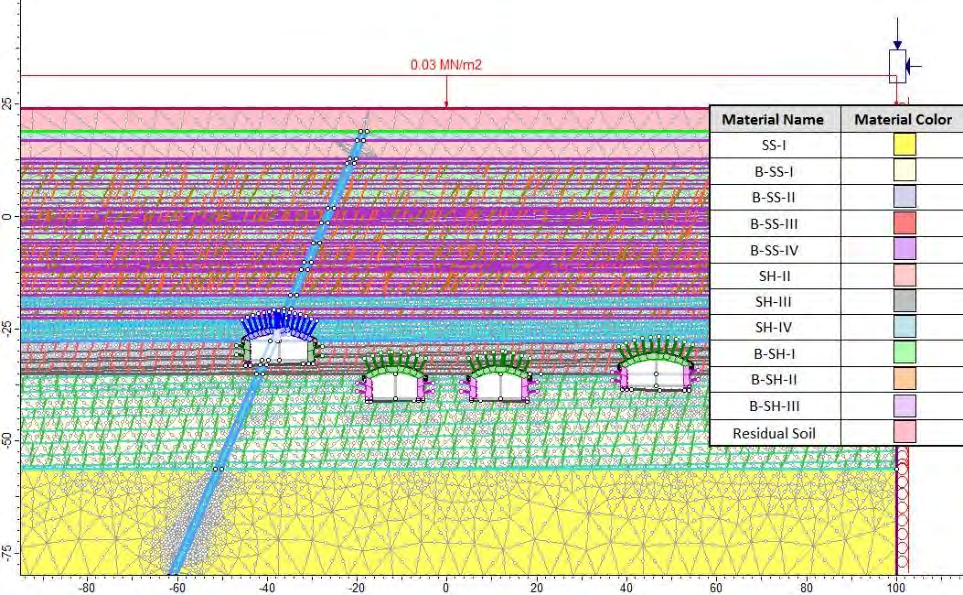 0.03 MN/m2
25
0
-25
-50
-75
Material Name Material Color
SS-I
B-SS-I
B-SS-II
B-SS-III
B-SS-IV
SH-II
SH-III
SH-IV
B-SH-I
B-SH-II
B-SH-III
Residual Soil
-80 -60 -40 -20 0 20 40 60 80 100